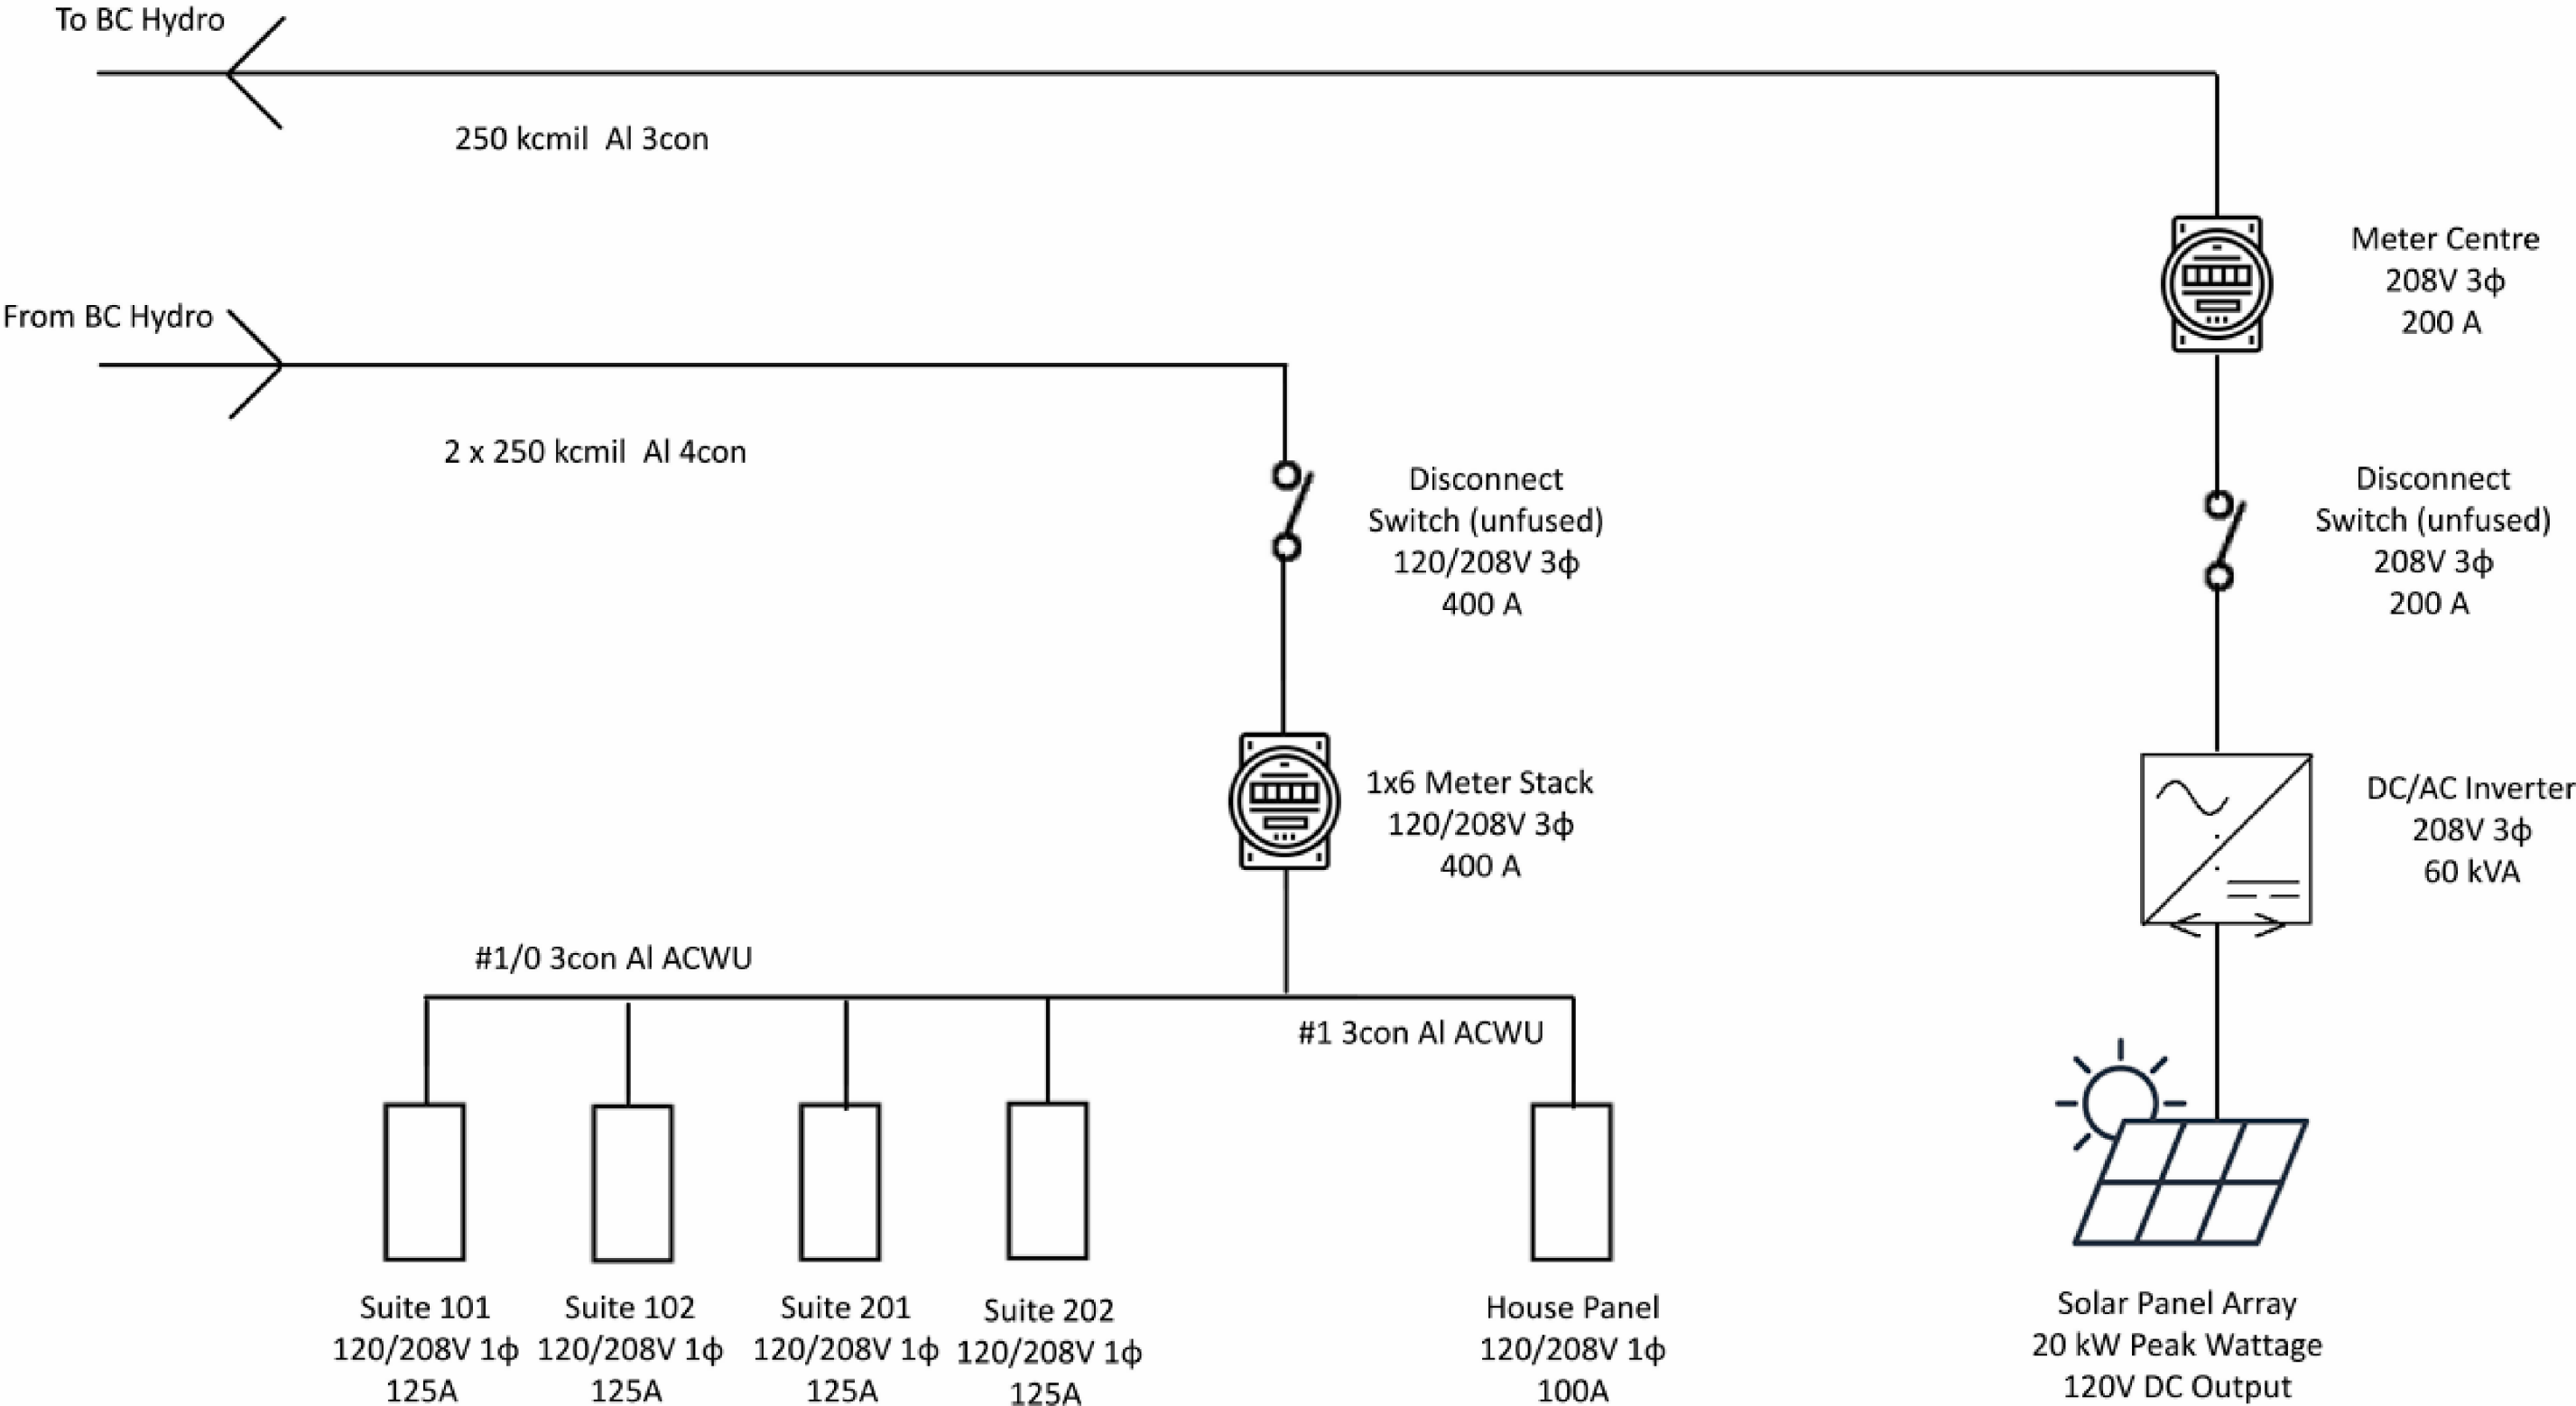 To BC Hydro
250 kcmil  Al 3con
Meter Centre
208V 3ϕ
200 A
From BC Hydro
2 x 250 kcmil  Al 4con
Disconnect
Switch (unfused)
120/208V 3ϕ
400 A
Disconnect
Switch (unfused)
208V 3ϕ
200 A
1x6 Meter Stack
120/208V 3ϕ
400 A
DC/AC Inverter
208V 3ϕ
60 kVA
#1/0 3con Al ACWU
#1 3con Al ACWU
Suite 101
120/208V 1ϕ
125A
Suite 102
120/208V 1ϕ
125A
Suite 201
120/208V 1ϕ
125A
Suite 202
120/208V 1ϕ
125A
House Panel
120/208V 1ϕ
100A
Solar Panel Array
20 kW Peak Wattage
120V DC Output